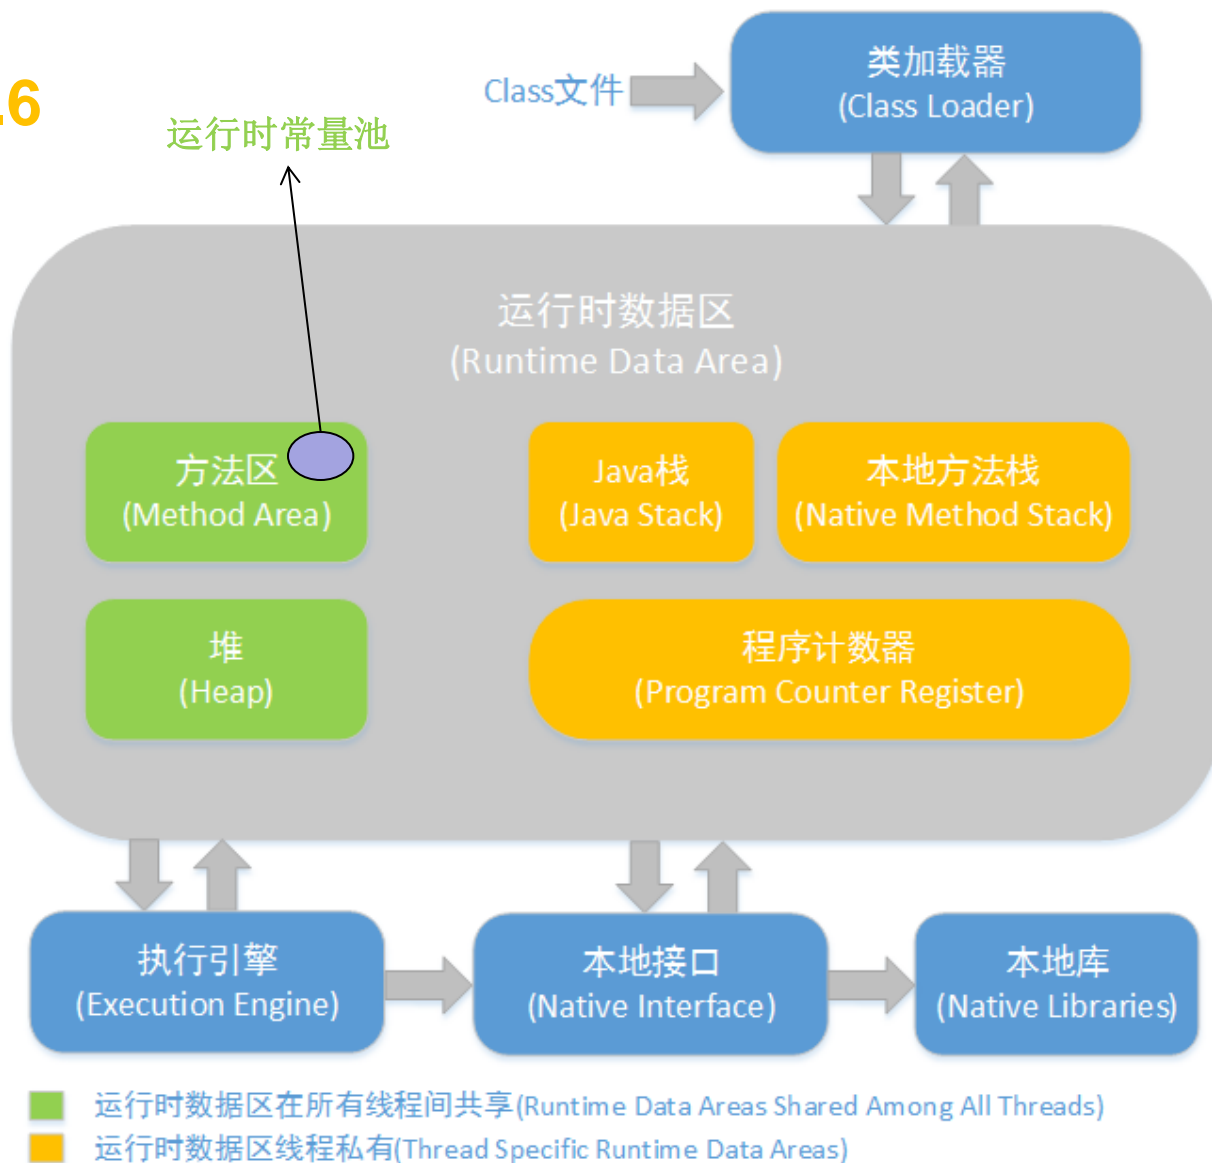 .6
运行时常量池
Class文件
类加载器
(Class Loader)
运行时数据区
(Runtime Data Area)
方法区
(Method Area)
Java栈
(Java Stack)
本地方法栈
(Native Method Stack)
堆
(Heap)
程序计数器
(Program Counter Register)
执行引擎
(Execution Engine)
本地接口
(Native Interface)
本地库
(Native Libraries)
运行时数据区在所有线程间共享(Runtime Data Areas Shared Among All Threads)
运行时数据区线程私有(Thread Specific Runtime Data Areas)